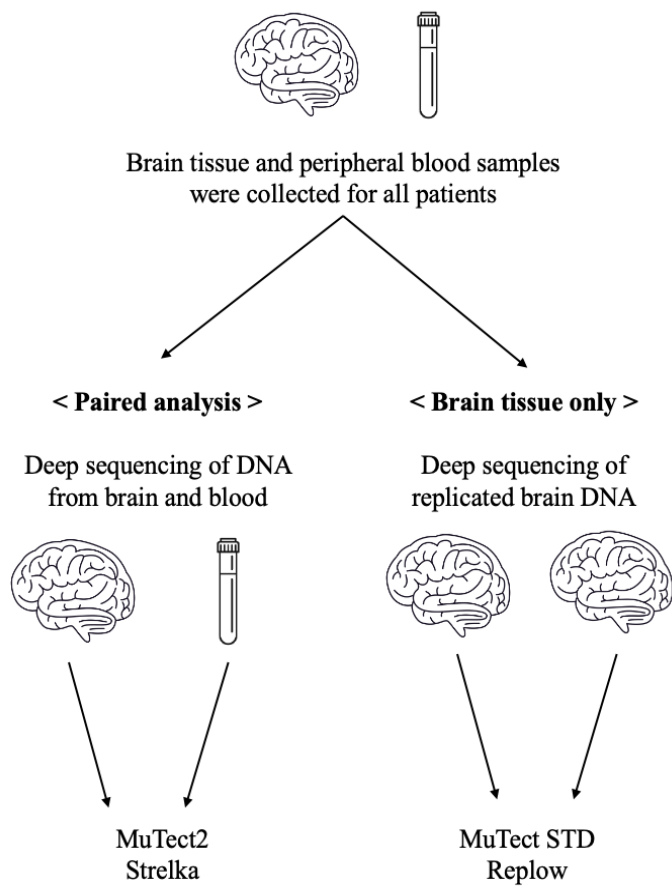 Brain tissue and peripheral blood samples
were collected for all patients
< Paired analysis >
Deep sequencing of DNA
from brain and blood
MuTect2
Strelka
< Brain tissue only >
Deep sequencing of
replicated brain DNA
MuTect STD
Replow